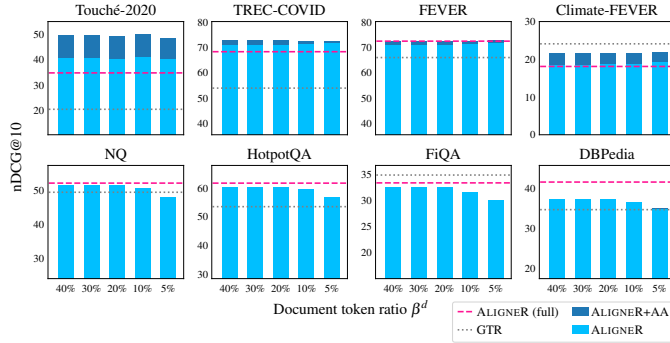 Touché-2020 TREC-COVID FEVER Climate-FEVER
50 40 30 20
80 70 60 50 40
80 70 60 50 40
30 20 10
nDCG@10
NQ HotpotQA FiQA DBPedia
50 40 30
60 50 40 30
35 30 25 20
40 30 20
40% 30% 20% 10% 5% 40% 30% 20% 10% 5% 40% 30% 20% 10% 5% 40% 30% 20% 10% 5%
Document token ratio β^d
ALIGNER (full) ALIGNER+AA
GTR ALIGNER